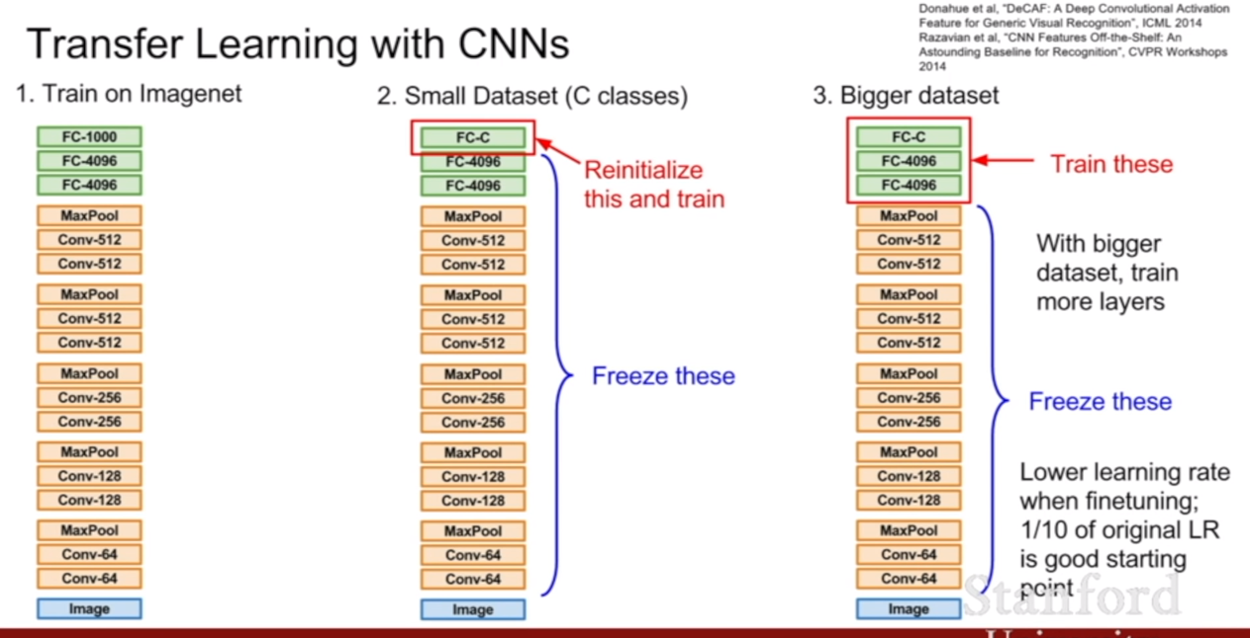 Transfer Learning with CNNs
Donahue et al, "DeCAF: A Deep Convolutional Activation
Feature for Generic Visual Recognition", ICML 2014
Razavian et al, "CNN Features Off-the-Shelf: An
Astounding Baseline for Recognition", CVPR Workshops
2014
1. Train on Imagenet
FC-1000
FC-4096
FC-4096
MaxPool
Conv-512
Conv-512
MaxPool
Conv-512
Conv-512
MaxPool
Conv-256
Conv-256
MaxPool
Conv-128
Conv-128
MaxPool
Conv-64
Conv-64
Image
2. Small Dataset (C classes)
FC-C
FC-4096
FC-4096
MaxPool
Conv-512
Conv-512
MaxPool
Conv-512
Conv-512
MaxPool
Conv-256
Conv-256
MaxPool
Conv-128
Conv-128
MaxPool
Conv-64
Conv-64
Image
Reinitialize
this and train
Freeze these
3. Bigger dataset
FC-C
FC-4096
FC-4096
MaxPool
Conv-512
Conv-512
MaxPool
Conv-512
Conv-512
MaxPool
Conv-256
Conv-256
MaxPool
Conv-128
Conv-128
MaxPool
Conv-64
Conv-64
Image
Train these
With bigger
dataset, train
more layers
Freeze these
Lower learning rate
when finetuning;
1/10 of original LR
is good starting
point
Stanford